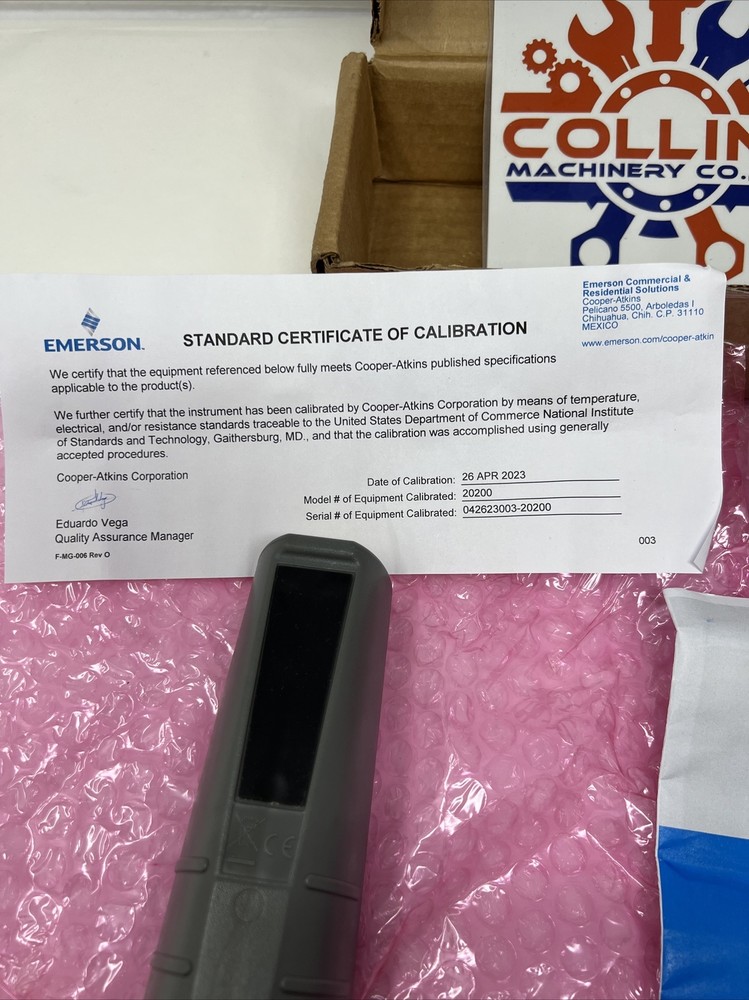 COLLIN
MACHINERY CO.
EMERSON.
STANDARD CERTIFICATE OF CALIBRATION
Emerson Commercial &
Residential Solutions
Cooper-Atkins
Pelicano 5500, Arboledas I
Chihuahua, Chih. C.P. 31110
MEXICO
www.emerson.com/cooper-atkin
We certify that the equipment referenced below fully meets Cooper-Atkins published specifications
applicable to the product(s).
We further certify that the instrument has been calibrated by Cooper-Atkins Corporation by means of temperature,
electrical, and/or resistance standards traceable to the United States Department of Commerce National Institute
of Standards and Technology, Gaithersburg, MD., and that the calibration was accomplished using generally
accepted procedures.
Cooper-Atkins Corporation
Eduardo Vega
Quality Assurance Manager
F-MG-006 Rev O
Date of Calibration: 26 APR 2023
Model # of Equipment Calibrated: 20200
Serial # of Equipment Calibrated: 042623003-20200
003
CE